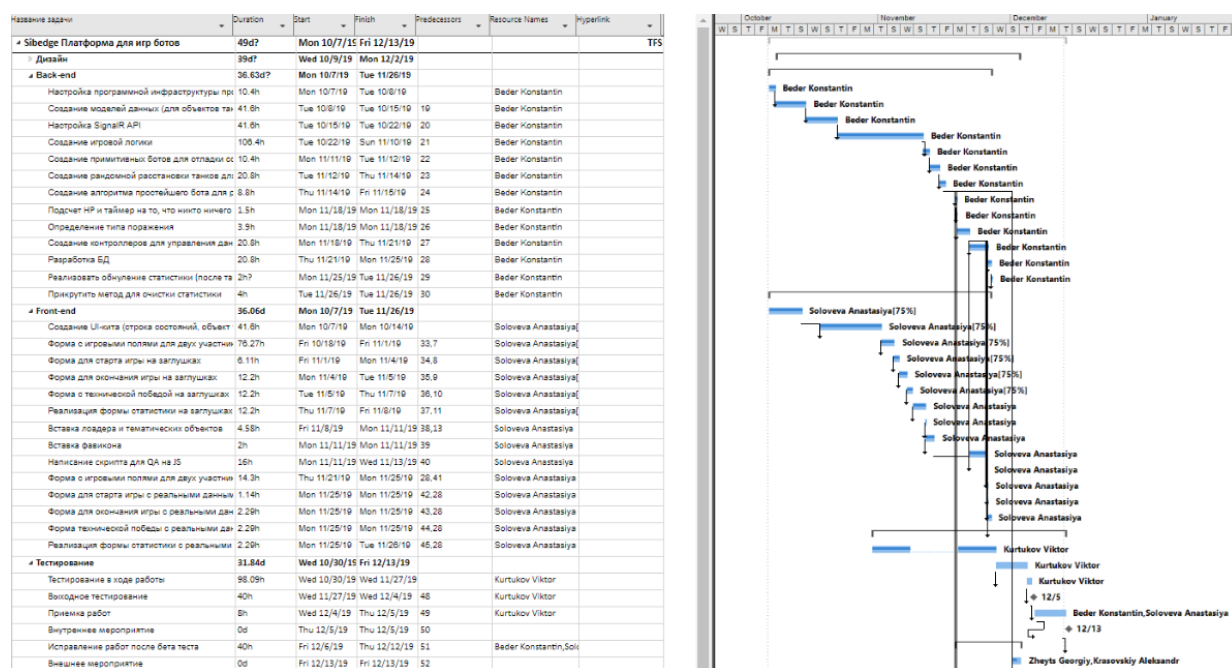 Название задачи Duration Start Finish Predecessors Resource Names Hyperlink
Sibedge Платформа для игр ботов 49d? Mon 10/7/19 Fri 12/13/19 TFS
Дизайн 39d? Wed 10/9/19 Mon 12/2/19
Back-end 36.63d? Mon 10/7/19 Tue 11/26/19
Настройка программной инфраструктуры 10.4h Mon 10/7/19 Tue 10/8/19 Beder Konstantin
Создание моделей данных (для объектов 41.6h Tue 10/8/19 Tue 10/15/19 19 Beder Konstantin
Настройка SignalR API 41.6h Tue 10/15/19 Tue 10/22/19 20 Beder Konstantin
Создание игровой логики 106.4h Tue 10/22/19 Sun 11/10/19 21 Beder Konstantin
Создание примитивных ботов для отладки 10.4h Mon 11/11/19 Tue 11/12/19 22 Beder Konstantin
Создание рандомной расстановки танков 20.8h Tue 11/12/19 Thu 11/14/19 23 Beder Konstantin
Создание алгоритма простейшего бота для 8.8h Thu 11/14/19 Fri 11/15/19 24 Beder Konstantin
Подсчет HP и таймер на то, что никто ничего 1.5h Mon 11/18/19 Mon 11/18/19 25 Beder Konstantin
Определение типа поражения 3.9h Mon 11/18/19 Mon 11/18/19 26 Beder Konstantin
Создание контроллеров для управления 20.8h Mon 11/18/19 Thu 11/21/19 27 Beder Konstantin
Разработка БД 20.8h Thu 11/21/19 Mon 11/25/19 28 Beder Konstantin
Реализовать обнуление статистики (после 2h? Mon 11/25/19 Tue 11/26/19 29 Beder Konstantin
Прикрутить метод для очистки статистики 4h Tue 11/26/19 Tue 11/26/19 30 Beder Konstantin
Front-end 36.06d Mon 10/7/19 Tue 11/26/19
Создание UI-кита (строка состояний, объект 41.6h Mon 10/7/19 Mon 10/14/19 Soloveva Anastasiya[
Форма с игровыми полями для двух 76.27h Fri 10/18/19 Fri 11/1/19 33,7 Soloveva Anastasiya[
Форма для старта игры на заглушках 6.11h Fri 11/1/19 Mon 11/4/19 34,8 Soloveva Anastasiya[
Форма для окончания игры на заглушках 12.2h Mon 11/4/19 Tue 11/5/19 35,9 Soloveva Anastasiya[
Форма с технической победой на заглушках 12.2h Tue 11/5/19 Thu 11/7/19 36,10 Soloveva Anastasiya[
Реализация формы статистики на заглушках 12.2h Thu 11/7/19 Fri 11/8/19 37,11 Soloveva Anastasiya[
Вставка лоадера и тематических объектов 4.58h Fri 11/8/19 Mon 11/11/19 38,13 Soloveva Anastasiya
Вставка фавикона 2h Mon 11/11/19 Mon 11/11/19 39 Soloveva Anastasiya
Написание скрипта для QA на JS 16h Mon 11/11/19 Wed 11/13/19 40 Soloveva Anastasiya
Форма с игровыми полями для двух 14.3h Thu 11/21/19 Mon 11/25/19 28,41 Soloveva Anastasiya
Форма для старта игры с реальными 1.14h Mon 11/25/19 Mon 11/25/19 42,28 Soloveva Anastasiya
Форма для окончания игры с реальными 2.29h Mon 11/25/19 Mon 11/25/19 43,28 Soloveva Anastasiya
Форма технической победы с реальными 2.29h Mon 11/25/19 Mon 11/25/19 44,28 Soloveva Anastasiya
Реализация формы статистики с реальными 2.29h Mon 11/25/19 Tue 11/26/19 45,28 Soloveva Anastasiya
Тестирование 31.84d Wed 10/30/19 Fri 12/13/19
Тестирование в ходе работы 98.09h Wed 10/30/19 Wed 11/27/19 Kurtukov Viktor
Выходное тестирование 40h Wed 11/27/19 Wed 12/4/19 48 Kurtukov Viktor
Приемка работ 8h Wed 12/4/19 Thu 12/5/19 49 Kurtukov Viktor
Внутреннее мероприятие 0d Thu 12/5/19 Thu 12/5/19 50
Исправление работ после бета теста 40h Fri 12/6/19 Thu 12/12/19 51 Beder Konstantin,Solo
Внешнее мероприятие 0d Fri 12/13/19 Fri 12/13/19 52
October November December January
W S T F M T W S T F M T W S T F M T W S T F M T W S T F M T W S T F M T W S
Beder Konstantin
Beder Konstantin
Beder Konstantin
Beder Konstantin
Beder Konstantin
Beder Konstantin
Beder Konstantin
Beder Konstantin
Beder Konstantin
Beder Konstantin
Beder Konstantin
Beder Konstantin
Beder Konstantin
Soloveva Anastasiya[75%]
Soloveva Anastasiya[75%]
Soloveva Anastasiya[75%]
Soloveva Anastasiya[75%]
Soloveva Anastasiya[75%]
Soloveva Anastasiya[75%]
Soloveva Anastasiya
Soloveva Anastasiya
Soloveva Anastasiya
Soloveva Anastasiya
Soloveva Anastasiya
Soloveva Anastasiya
Soloveva Anastasiya
Soloveva Anastasiya
Kurtukov Viktor
Kurtukov Viktor
Kurtukov Viktor
12/5
Beder Konstantin,Soloveva Anastasiya
12/13
Zheyts Georgiy,Krasovskiy Aleksandr